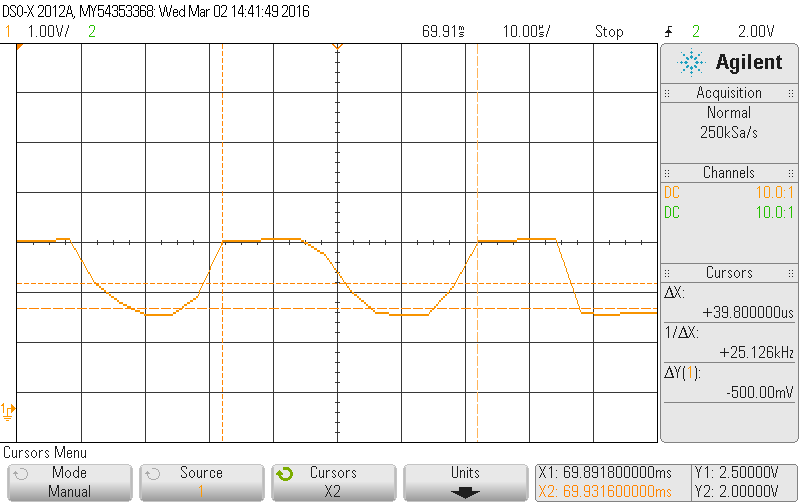 DSO-X 2012A, MY54353368: Wed Mar 02 14:41:49 2016
1 1.00V/ 2 69.91ms 10.00us/ Stop 2 2.00V
Agilent
Acquisition
Normal
250kSa/s
Channels
DC 10.0:1
DC 10.0:1
Cursors
ΔX:
+39.800000us
1/ΔX:
+25.126kHz
ΔY(1):
-500.00mV
1
Cursors Menu
Mode
Manual
Source
1
Cursors
X2
Units
X1: 69.891800000ms Y1: 2.50000V
X2: 69.931600000ms Y2: 2.00000V